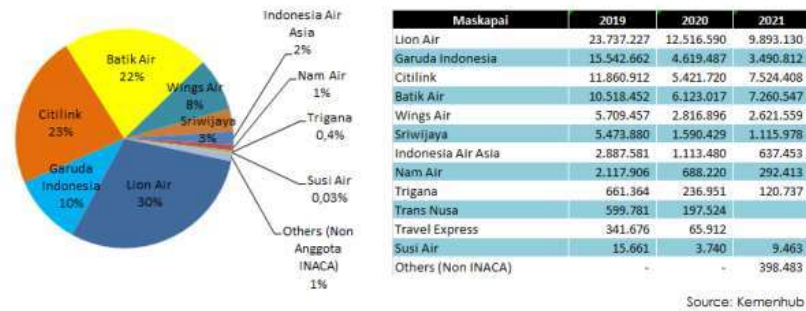 Indonesia Air
Asia
2%
Batik Air
22%
Wings Air
8%
Nam Air
1%
Sriwijaya
3%
Trigana
0,4%
Citilink
23%
Garuda
Indonesia
10%
Lion Air
30%
Susi Air
0,03%
Others (Non
Anggota
INACA)
1%
Maskapai 2019 2020 2021
Lion Air 23.737.227 12.516.590 9.893.130
Garuda Indonesia 15.542.662 4.619.487 3.490.812
Citilink 11.860.912 5.421.720 7.524.408
Batik Air 10.518.452 6.123.017 7.260.547
Wings Air 5.709.457 2.816.896 2.621.559
Sriwijaya 5.473.880 1.590.429 1.115.978
Indonesia Air Asia 2.887.581 1.113.480 637.453
Nam Air 2.117.906 688.220 292.413
Trigana 661.364 236.951 120.737
Trans Nusa 599.781 197.524
Travel Express 341.676 65.912
Susi Air 15.661 3.740 9.463
Others (Non INACA) - - 398.483
Source: Kemenhub